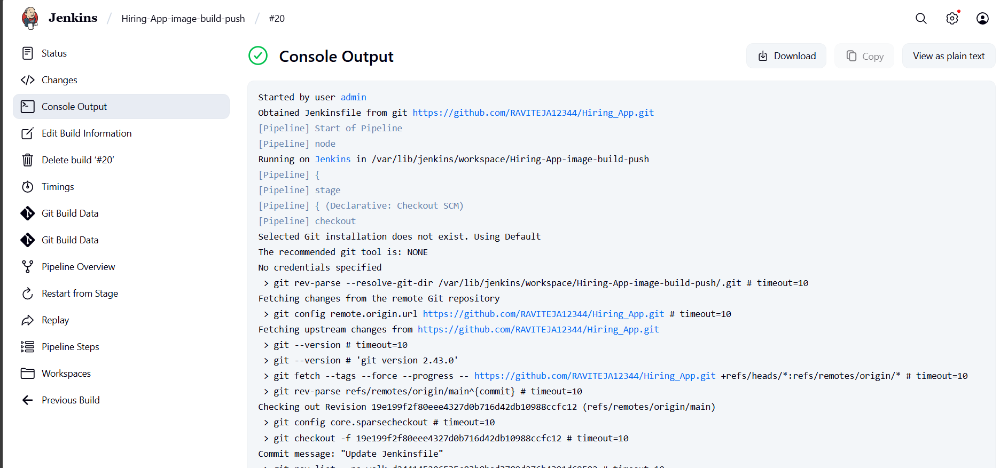 Jenkins / Hiring-App-image-build-push / #20
Status
Changes
Console Output
Edit Build Information
Delete build ‘#20’
Timings
Git Build Data
Git Build Data
Pipeline Overview
Restart from Stage
Replay
Pipeline Steps
Workspaces
Previous Build
Console Output
Download
Copy
View as plain text
Started by user admin
Obtained Jenkinsfile from git https://github.com/RAVITEJA12344/Hiring_App.git
[Pipeline] Start of Pipeline
[Pipeline] node
Running on Jenkins in /var/lib/jenkins/workspace/Hiring-App-image-build-push
[Pipeline] {
[Pipeline] stage
[Pipeline] { (Declarative: Checkout SCM)
[Pipeline] checkout
Selected Git installation does not exist. Using Default
The recommended git tool is: NONE
No credentials specified
> git rev-parse --resolve-git-dir /var/lib/jenkins/workspace/Hiring-App-image-build-push/.git # timeout=10
Fetching changes from the remote Git repository
> git config remote.origin.url https://github.com/RAVITEJA12344/Hiring_App.git # timeout=10
Fetching upstream changes from https://github.com/RAVITEJA12344/Hiring_App.git
> git --version # timeout=10
> git --version # 'git version 2.43.0'
> git fetch --tags --force --progress -- https://github.com/RAVITEJA12344/Hiring_App.git +refs/heads/*:refs/remotes/origin/* # timeout=10
> git rev-parse refs/remotes/origin/main^{commit} # timeout=10
Checking out Revision 19e199f2f80eee4327d0b716d42db10988ccfc12 (refs/remotes/origin/main)
> git config core.sparsecheckout # timeout=10
> git checkout -f 19e199f2f80eee4327d0b716d42db10988ccfc12 # timeout=10
Commit message: "Update Jenkinsfile"